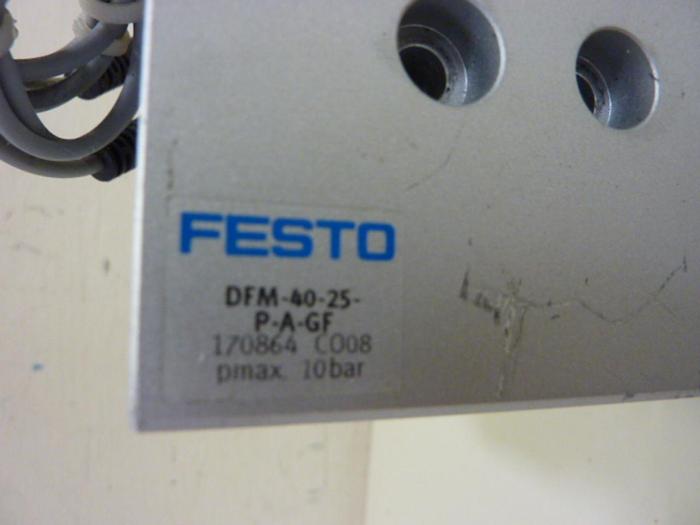 FESTO
DFM-40-25-
P-A-GF
170864 C008
pmax. 10bar